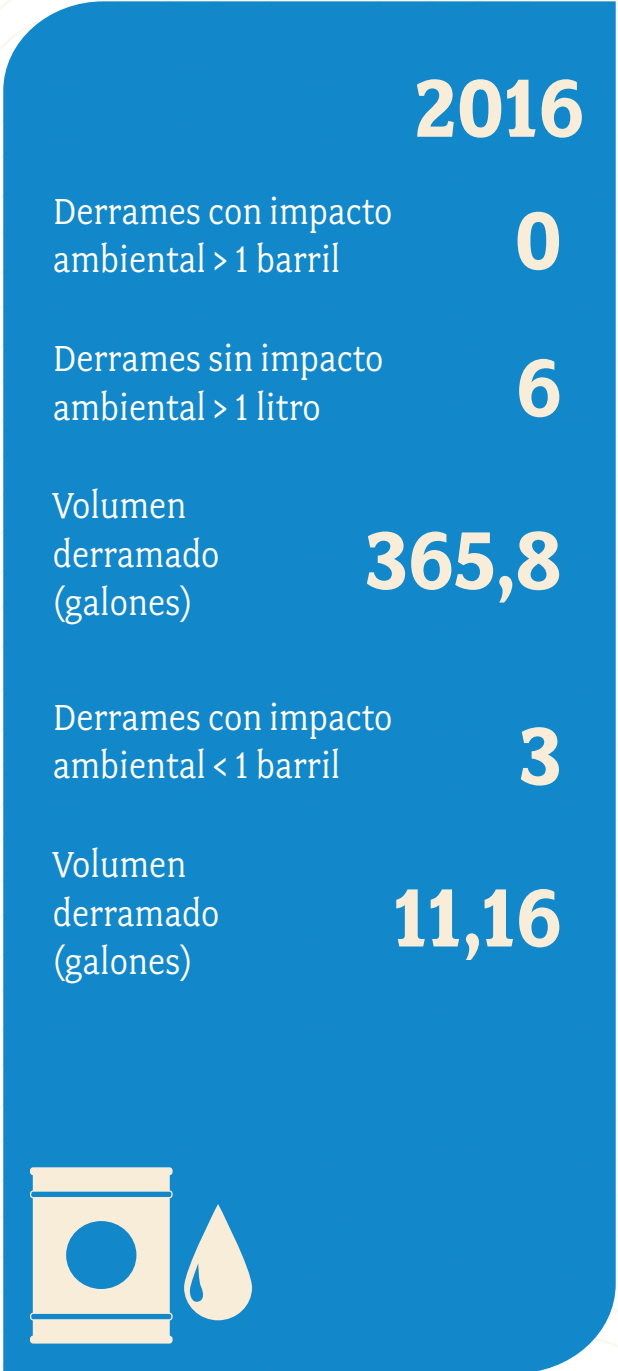 2016
Derrames con impacto
ambiental > 1 barril
0
Derrames sin impacto
ambiental > 1 litro
6
Volumen
derramado
(galones)
365,8
Derrames con impacto
ambiental < 1 barril
3
Volumen
derramado
(galones)
11,16